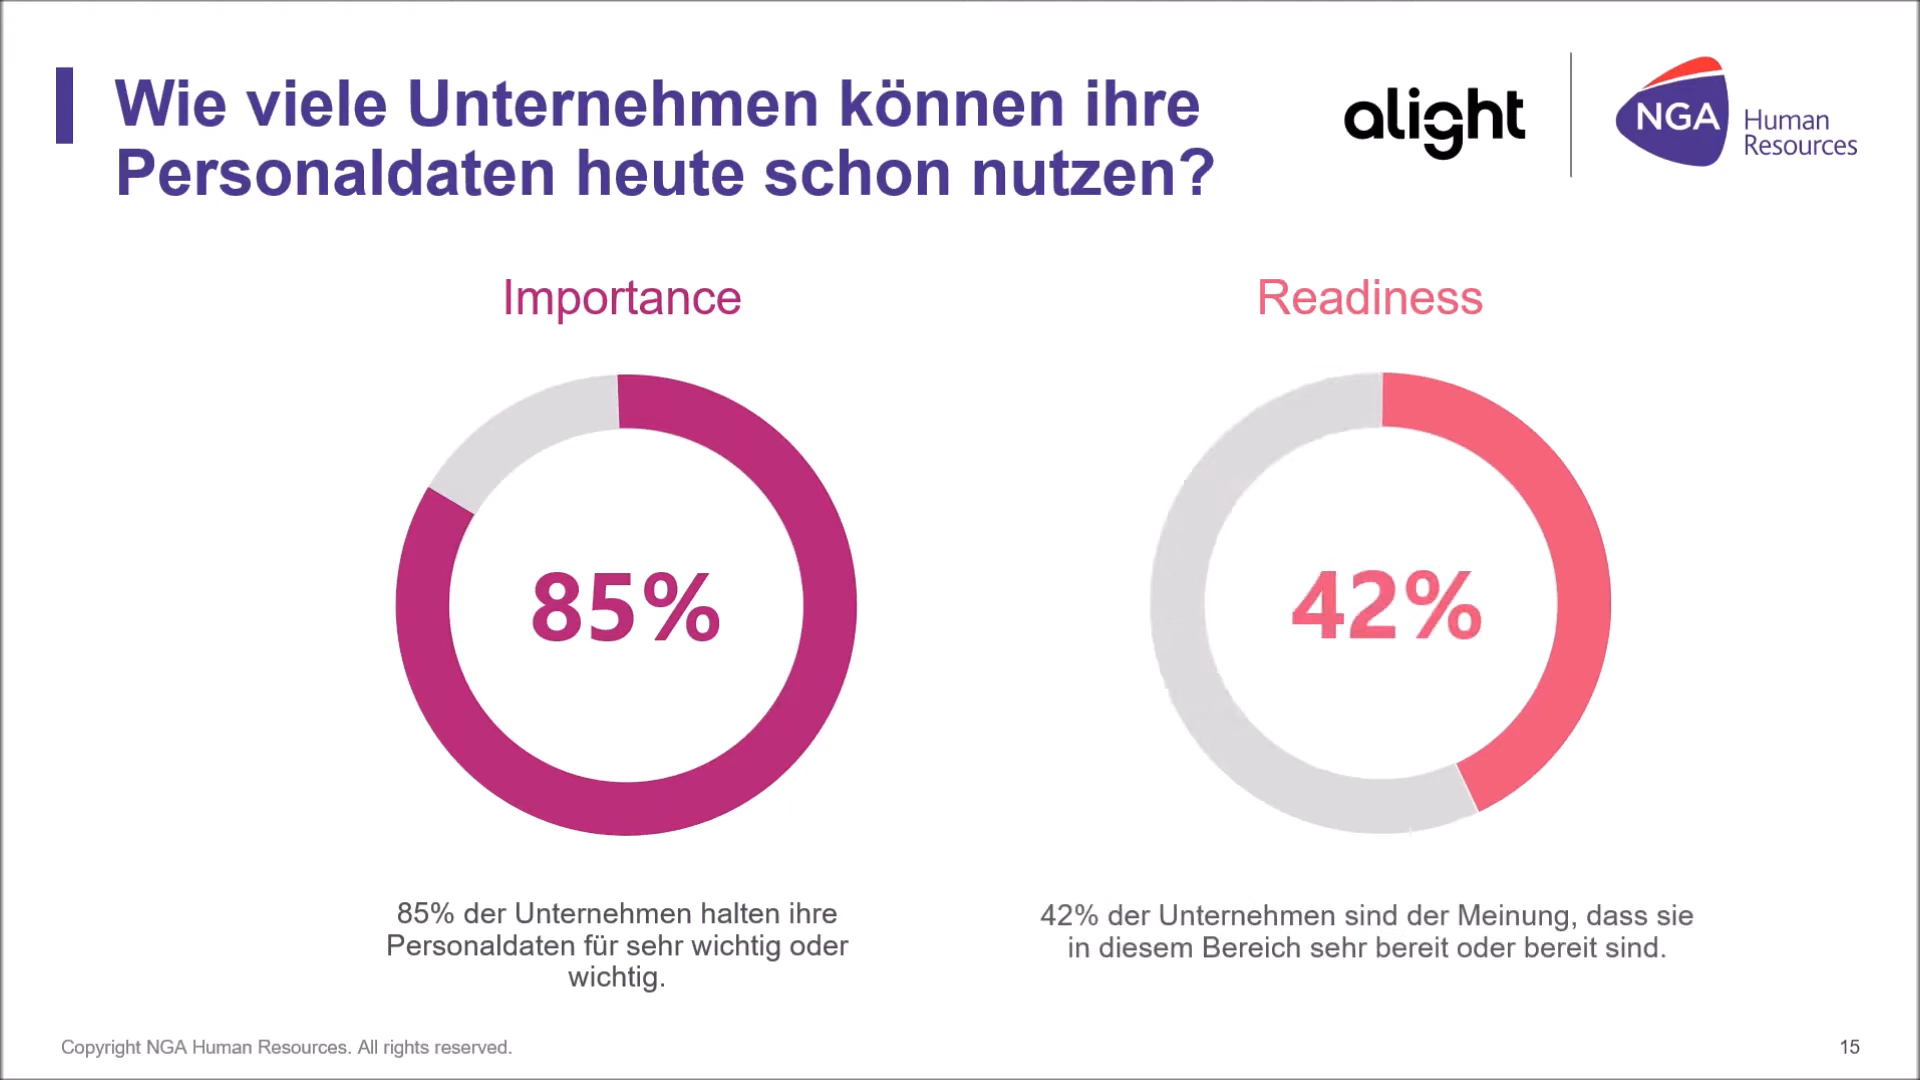 Wie viele Unternehmen können ihre
Personaldaten heute schon nutzen?
alight
NGA
Human
Resources
Importance
Readiness
85%
42%
85% der Unternehmen halten ihre
Personaldaten für sehr wichtig oder
wichtig.
42% der Unternehmen sind der Meinung, dass sie
in diesem Bereich sehr bereit oder bereit sind.
Copyright NGA Human Resources. All rights reserved.
15